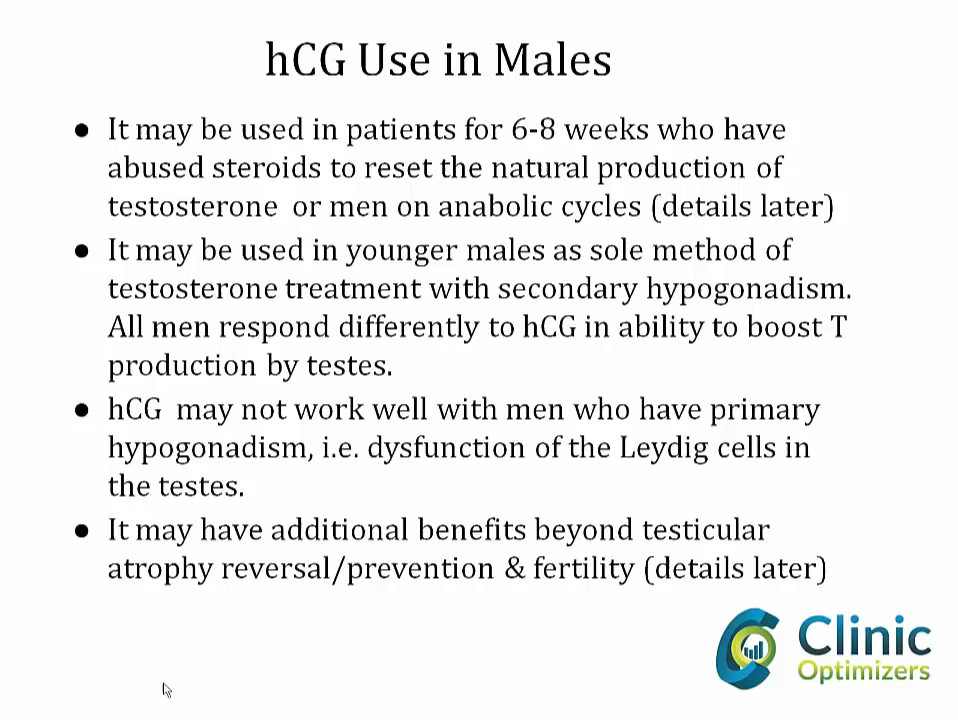 hCG Use in Males
● It may be used in patients for 6-8 weeks who have
abused steroids to reset the natural production of
testosterone or men on anabolic cycles (details later)
● It may be used in younger males as sole method of
testosterone treatment with secondary hypogonadism.
All men respond differently to hCG in ability to boost T
production by testes.
● hCG may not work well with men who have primary
hypogonadism, i.e. dysfunction of the Leydig cells in
the testes.
● It may have additional benefits beyond testicular
atrophy reversal/prevention & fertility (details later)
Clinic
Optimizers